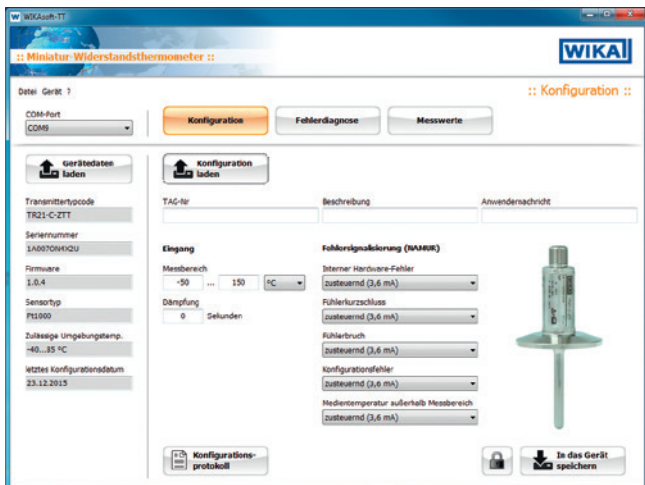 WIKAsoft-TT
:: Miniatur-Widerstandsthermometer ::
WIKA
Datei Gerät ?
:: Konfiguration ::
COM-Port
COM9
Konfiguration
Fehlerdiagnose
Messwerte
Gerätedaten laden
Konfiguration laden
Transmittertypcode
TR21-C-ZTT
Seriennummer
1A007ON4X2U
Firmware
1.0.4
Sensortyp
Pt1000
Zulässige Umgebungstemp.
-40...85 °C
letztes Konfigurationsdatum
23.12.2015
TAG-Nr
Beschreibung
Anwendernachricht
Eingang
Messbereich
-50 ... 150 °C
Dämpfung
0 Sekunden
Fehlersignalisierung (NAMUR)
Interner Hardware-Fehler
zusteuernd (3,6 mA)
Fühlerkurzschluss
zusteuernd (3,6 mA)
Fühlerbruch
zusteuernd (3,6 mA)
Konfigurationsfehler
zusteuernd (3,6 mA)
Medientemperatur außerhalb Messbereich
zusteuernd (3,6 mA)
Konfigurations-
protokoll
In das Gerät
speichern